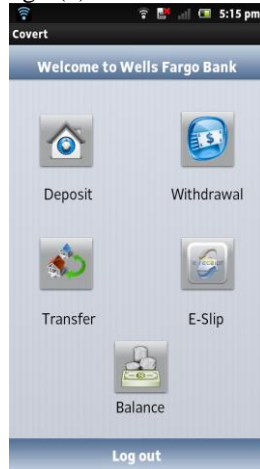 5:15 pm
Covert
Welcome to Wells Fargo Bank
Deposit
Withdrawal
Transfer
E-Slip
Balance
Log out